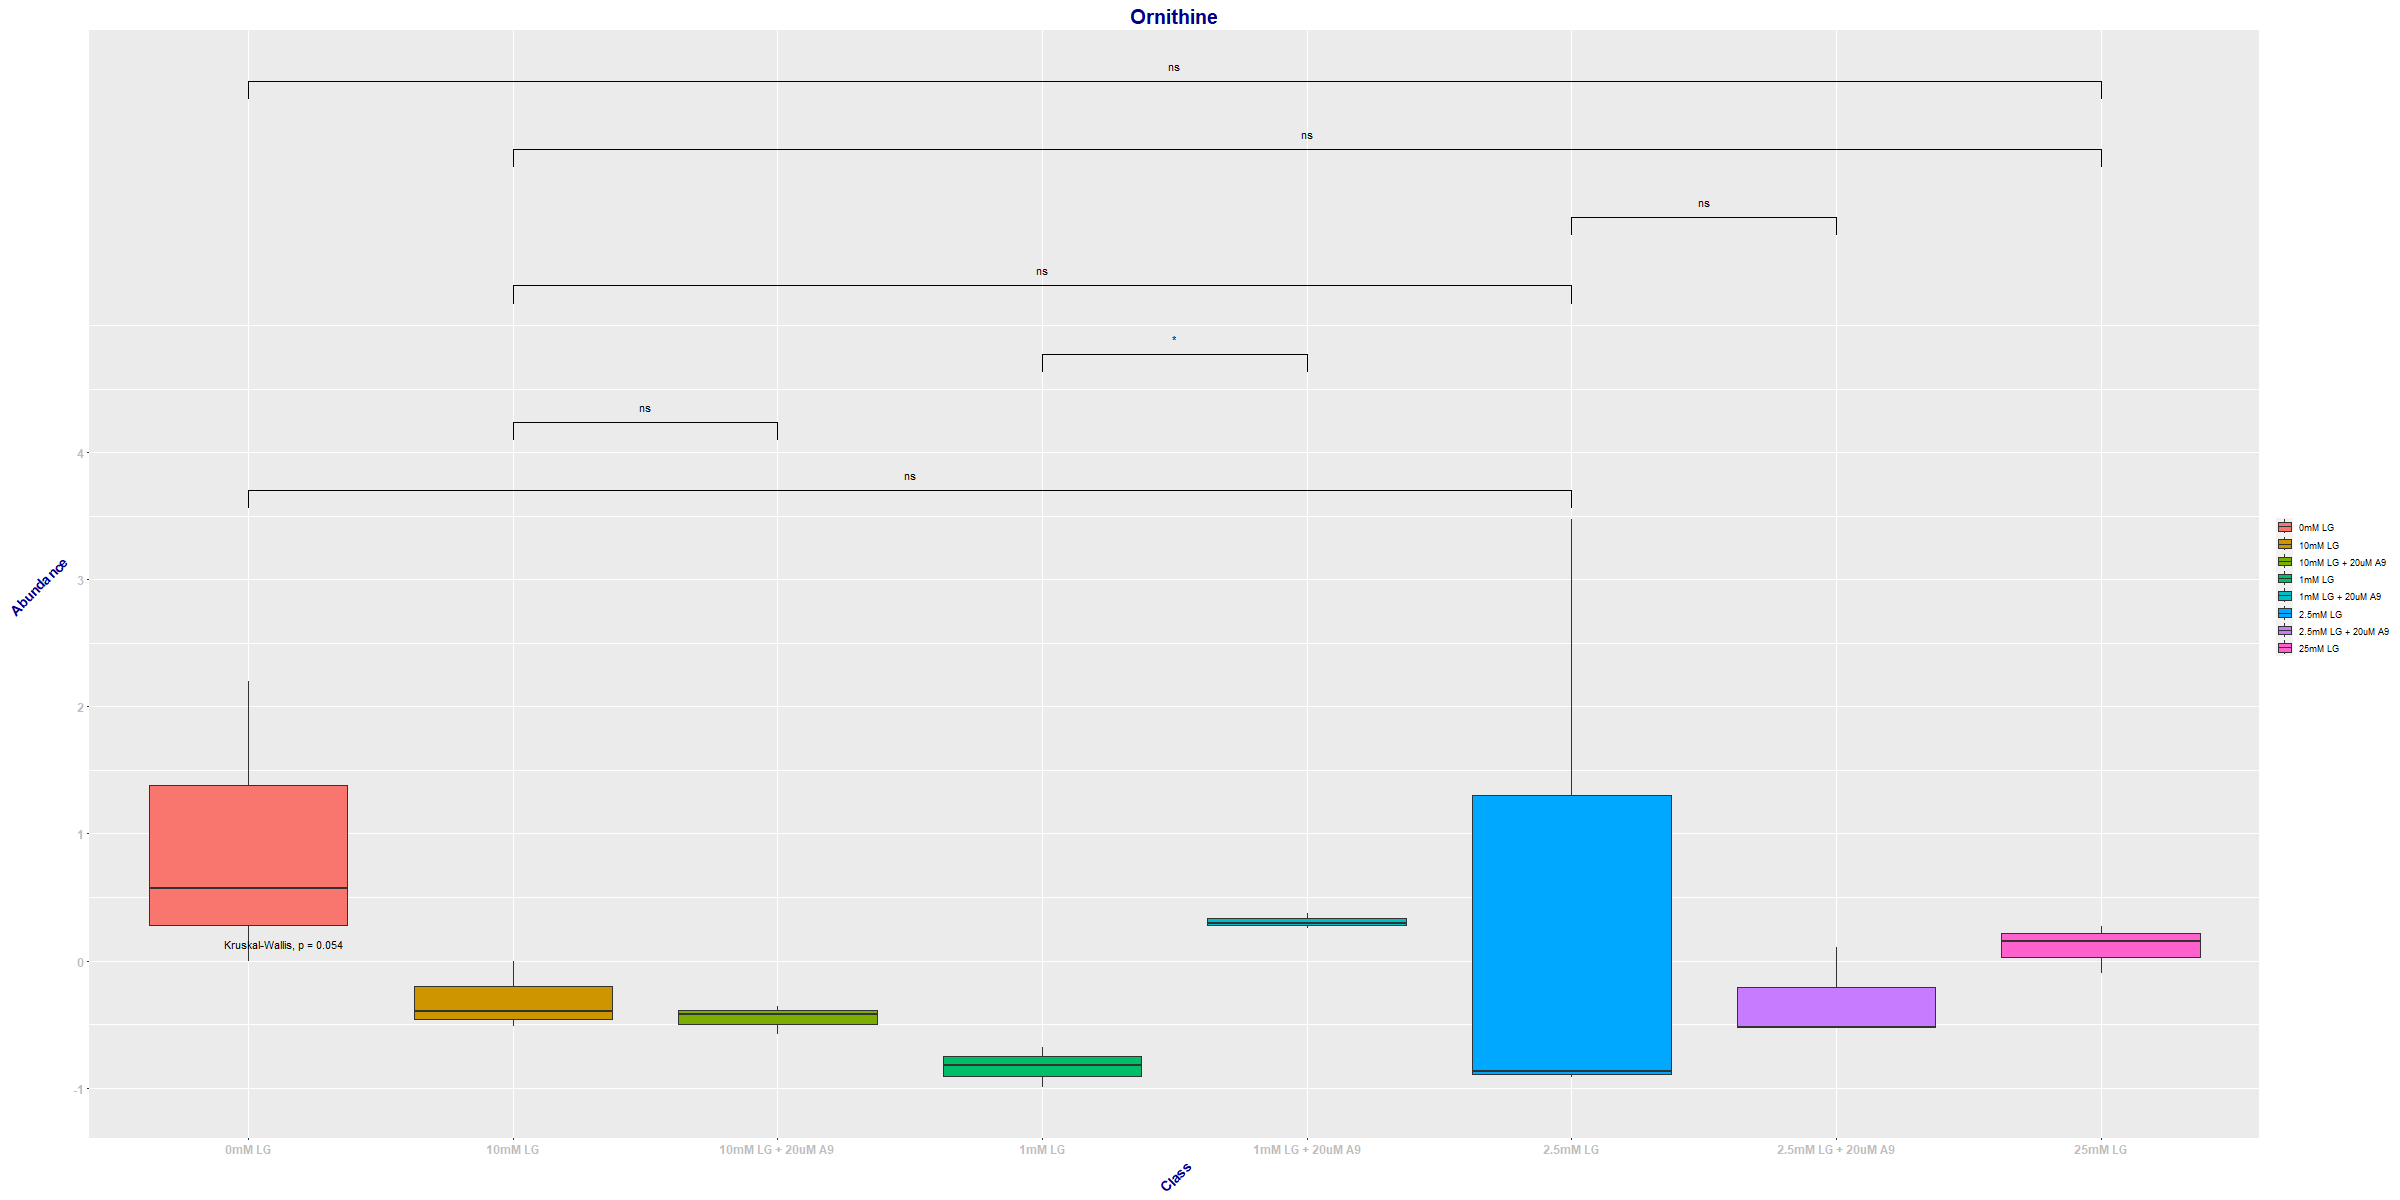 Ornithine
ns
ns
ns
ns
*
ns
ns
4
3
2
1
0
-1
Abundance
Kruskal-Wallis, p = 0.054
0mM LG
10mM LG
10mM LG + 20uM A9
1mM LG
1mM LG + 20uM A9
2.5mM LG
2.5mM LG + 20uM A9
25mM LG
Class
0mM LG
10mM LG
10mM LG + 20uM A9
1mM LG
1mM LG + 20uM A9
2.5mM LG
2.5mM LG + 20uM A9
25mM LG